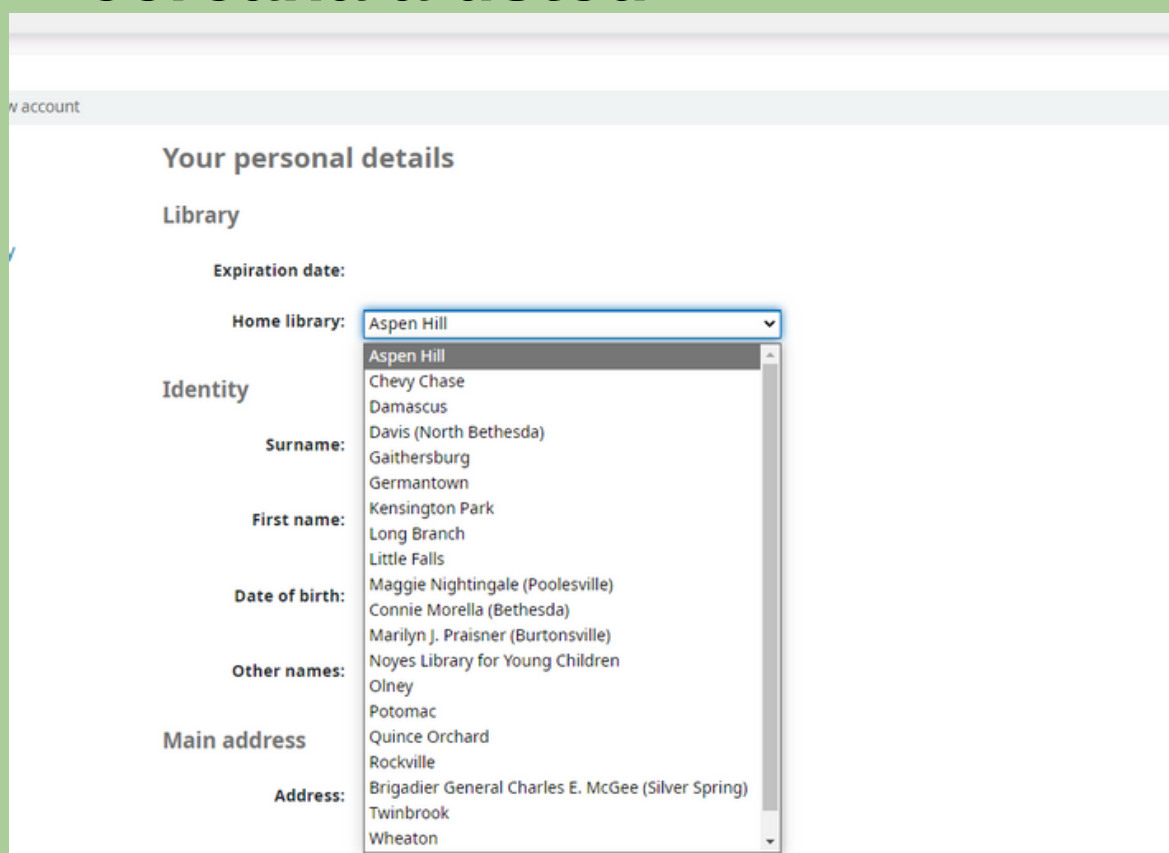 w account
Your personal details
Library
Expiration date:
Home library: Aspen Hill
Aspen Hill
Chevy Chase
Identity
Damascus
Davis (North Bethesda)
Surname:
Gaithersburg
Germantown
Kensington Park
First name:
Long Branch
Little Falls
Maggie Nightingale (Poolesville)
Date of birth:
Connie Morella (Bethesda)
Marilyn J. Praisner (Burtonsville)
Noyes Library for Young Children
Other names:
Olney
Potomac
Quince Orchard
Main address
Rockville
Brigadier General Charles E. McGee (Silver Spring)
Address:
Twinbrook
Wheaton